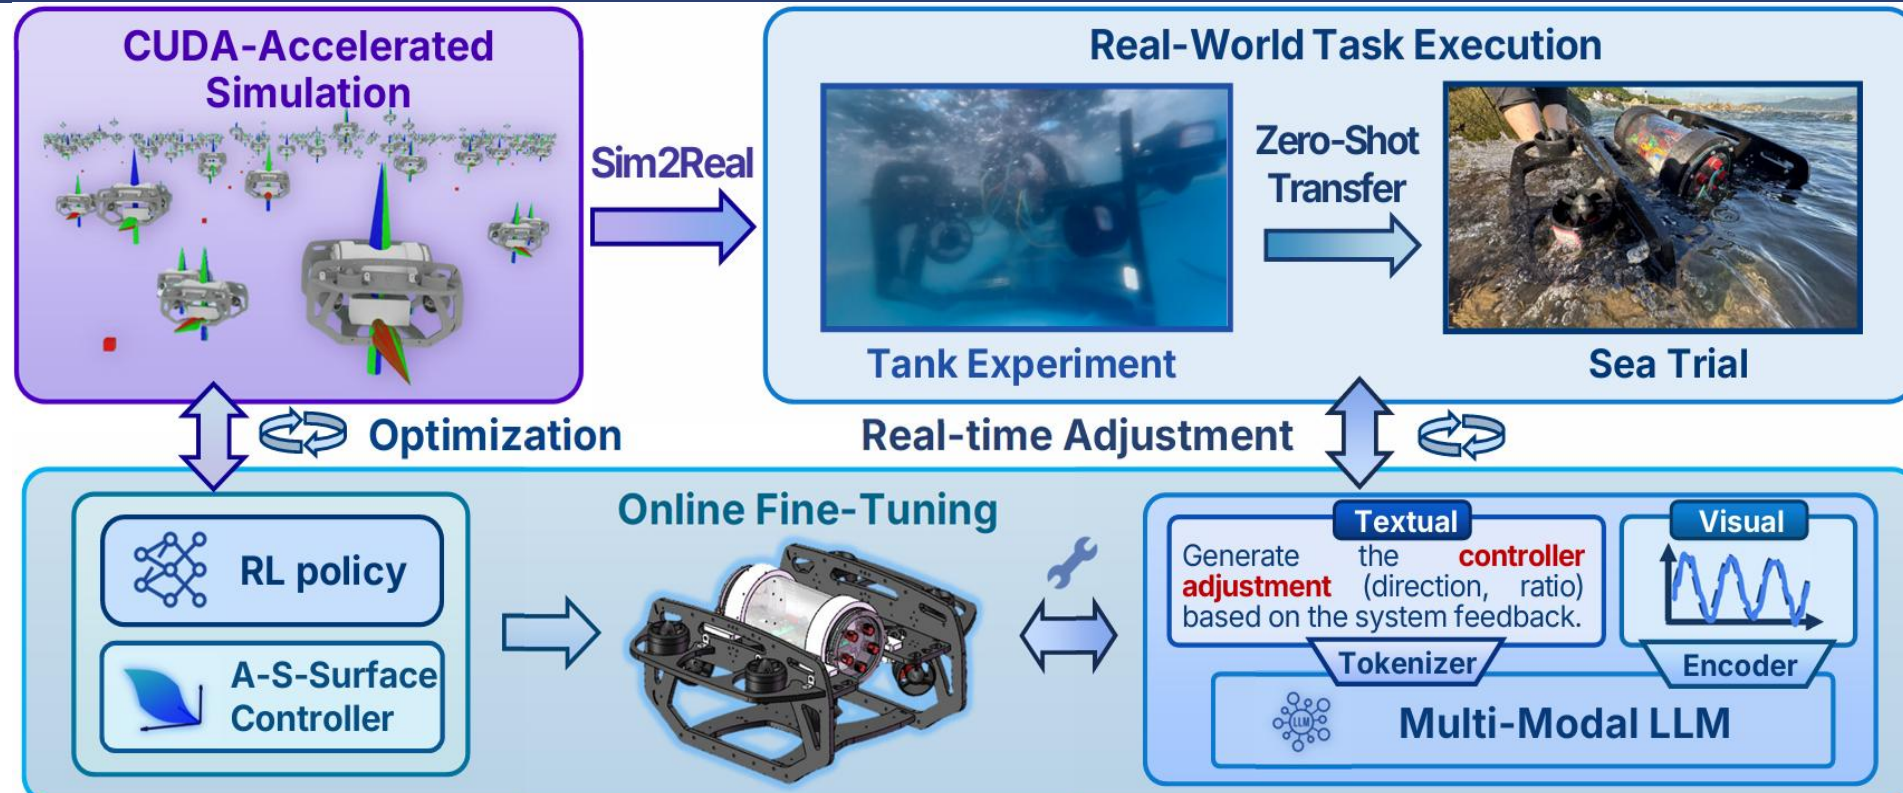 CUDA-Accelerated
Simulation
Sim2Real
Real-World Task Execution
Zero-Shot
Transfer
Tank Experiment
Sea Trial
Optimization
Real-time Adjustment
RL policy
A-S-Surface
Controller
Online Fine-Tuning
Textual
Generate the controller
adjustment (direction, ratio)
based on the system feedback.
Tokenizer
Visual
Encoder
LLM
Multi-Modal LLM